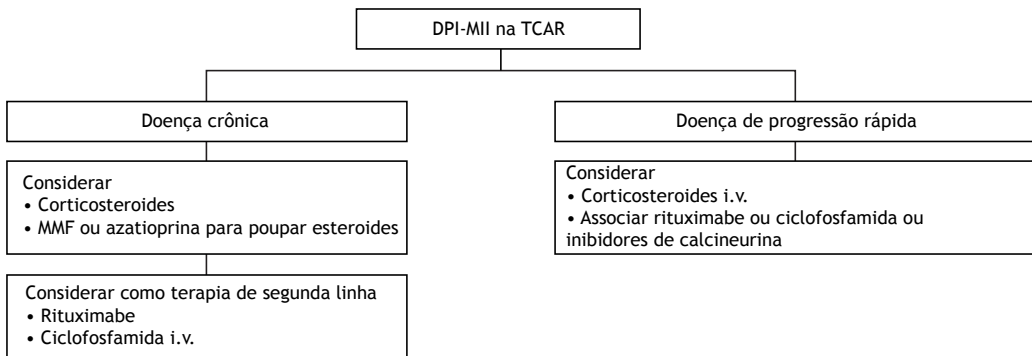 DPI-MII na TCAR
Doença crônica
Doença de progressão rápida
Considerar
• Corticosteroides
• MMF ou azatioprina para poupar esteroides
Considerar
• Corticosteroides i.v.
• Associar rituximabe ou ciclofosfamida ou
inibidores de calcineurina
Considerar como terapia de segunda linha
• Rituximabe
• Ciclofosfamida i.v.